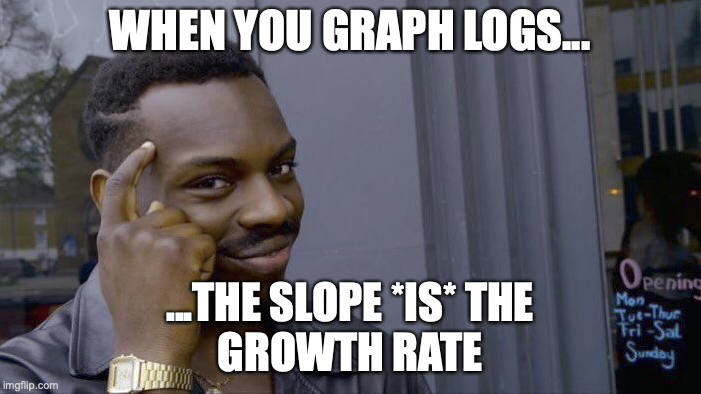 WHEN YOU GRAPH LOGS...
...THE SLOPE *IS* THE
GROWTH RATE
Opening
Mon
Tue-Thur
Fri-Sat
Sunday
imgflip.com